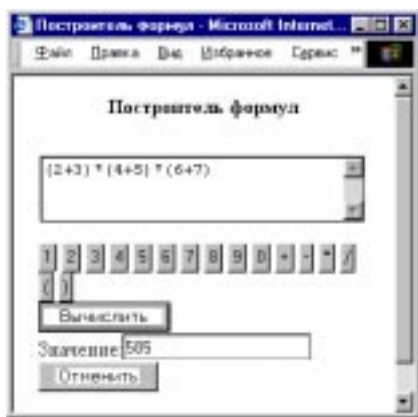 Построитель формул - Microsoft Internet...
Файл Правка Вид Избранное Сервис »
Построитель формул
(2+3)*(4+5)*(6+7)
1 2 3 4 5 6 7 8 9 0 + - * /
( )
Вычислить
Значение: 585
Отменить